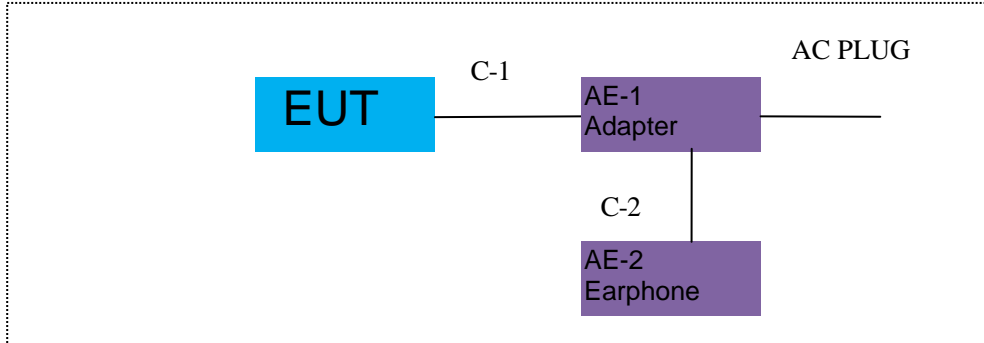 AC PLUG
C-1
EUT
AE-1
Adapter
C-2
AE-2
Earphone